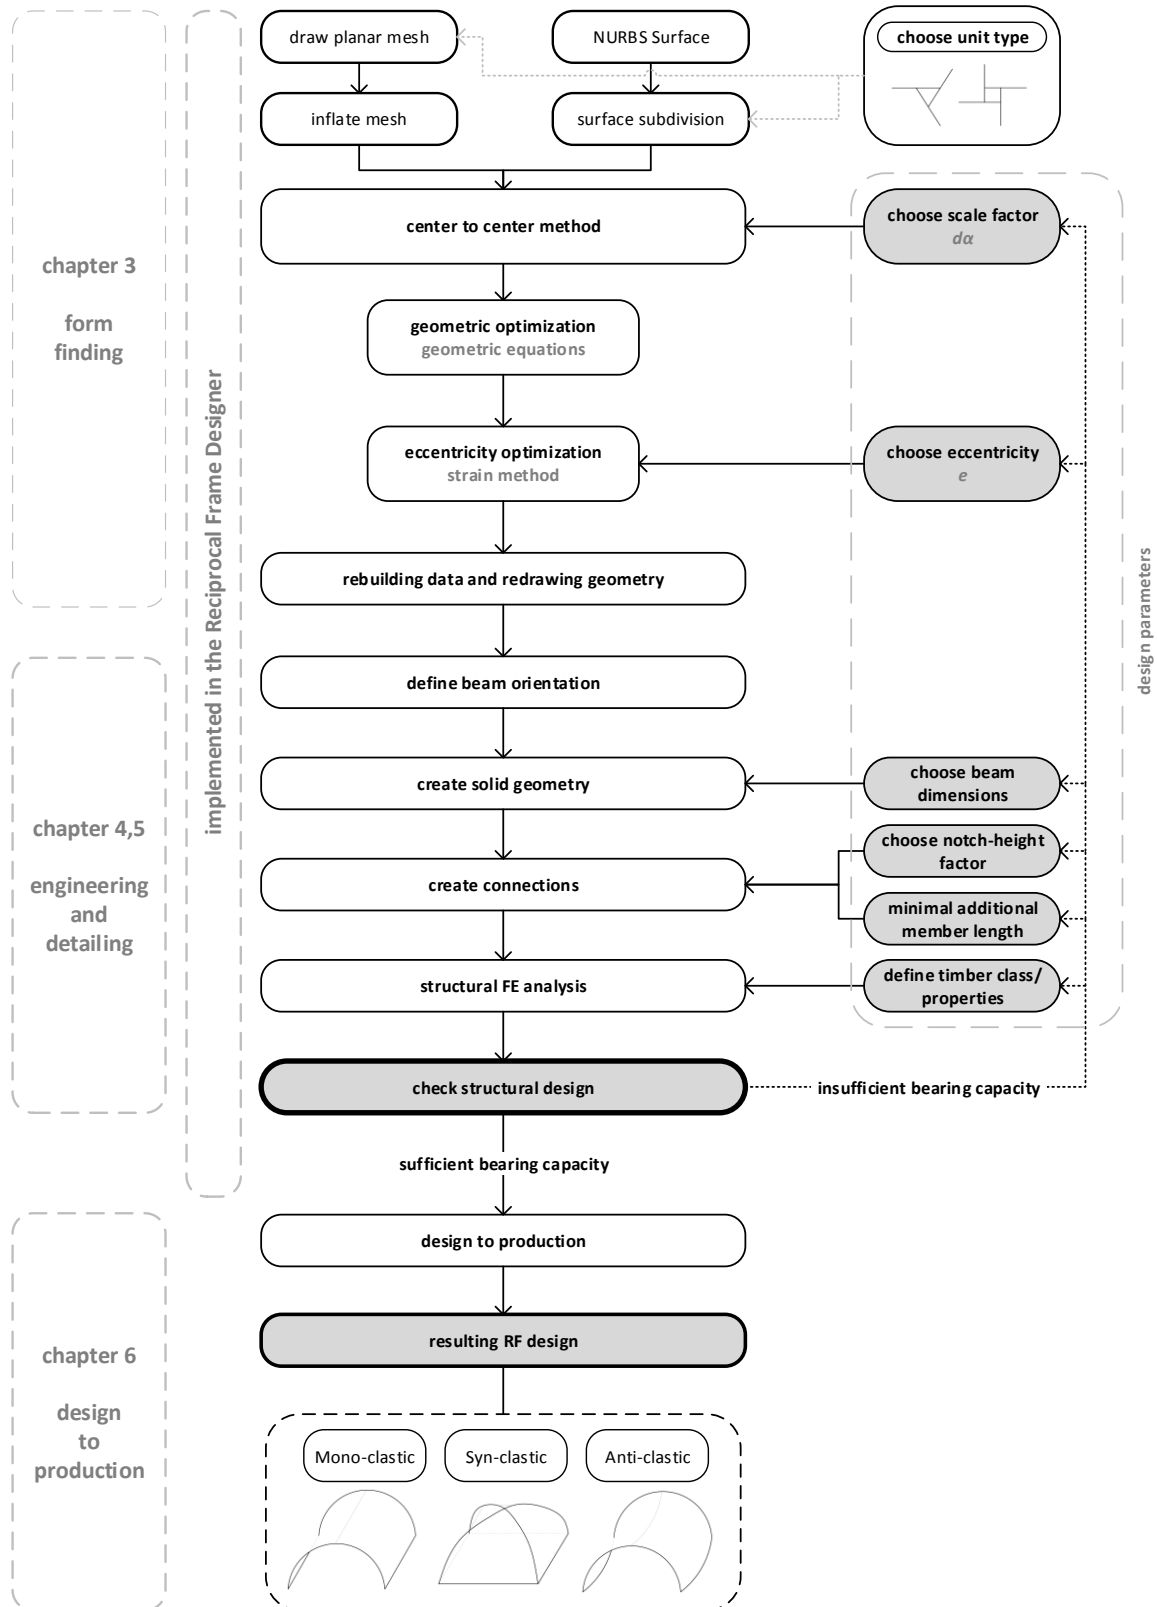 draw planar mesh
NURBS Surface
choose unit type
inflate mesh
surface subdivision
center to center method
choose scale factor
dα
chapter 3
form
finding
geometric optimization
geometric equations
eccentricity optimization
strain method
choose eccentricity
e
implemented in the Reciprocal Frame Designer
rebuilding data and redrawing geometry
design parameters
define beam orientation
create solid geometry
choose beam
dimensions
chapter 4,5
engineering
and
detailing
create connections
choose notch-height
factor
minimal additional
member length
structural FE analysis
define timber class/
properties
check structural design
insufficient bearing capacity
sufficient bearing capacity
design to production
resulting RF design
chapter 6
design
to
production
Mono-clastic
Syn-clastic
Anti-clastic